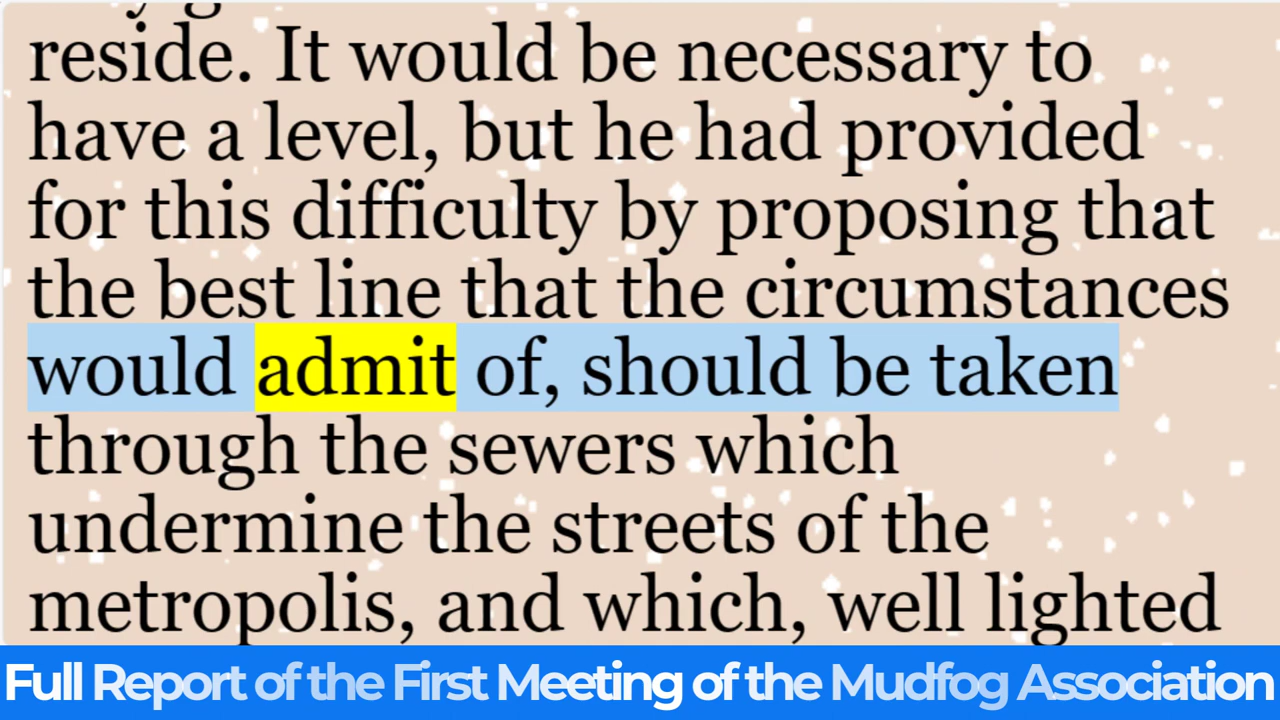 reside. It would be necessary to
have a level, but he had provided
for this difficulty by proposing that
the best line that the circumstances
would admit of, should be taken
through the sewers which
undermine the streets of the
metropolis, and which, well lighted
Full Report of the First Meeting of the Mudfog Association